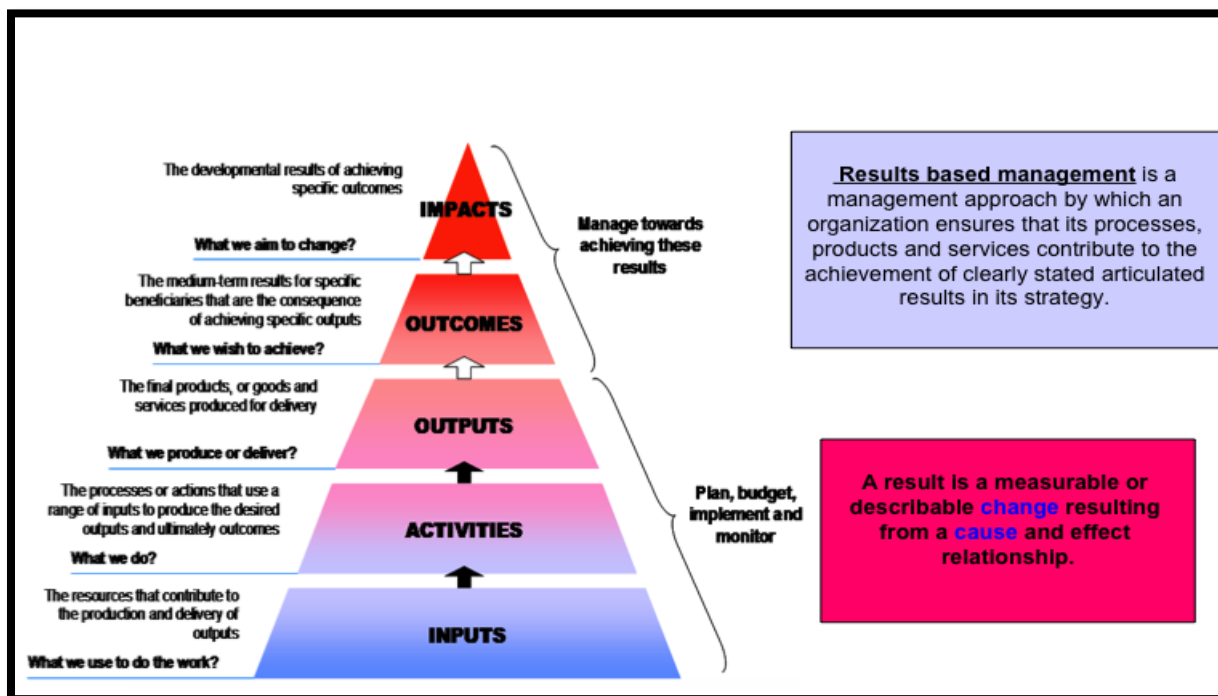 The developmental results of achieving
specific outcomes
IMPACTS
What we aim to change?
The medium-term results for specific
beneficiaries that are the consequence
of achieving specific outputs
OUTCOMES
What we wish to achieve?
The final products, or goods and
services produced for delivery
OUTPUTS
What we produce or deliver?
The processes or actions that use a
range of inputs to produce the desired
outputs and ultimately outcomes
ACTIVITIES
What we do?
The resources that contribute to
the production and delivery of
outputs
INPUTS
What we use to do the work?
Manage towards
achieving these
results
Plan, budget,
implement and
monitor
Results based management is a
management approach by which an
organization ensures that its processes,
products and services contribute to the
achievement of clearly stated articulated
results in its strategy.
A result is a measurable or
describable change resulting
from a cause and effect
relationship.